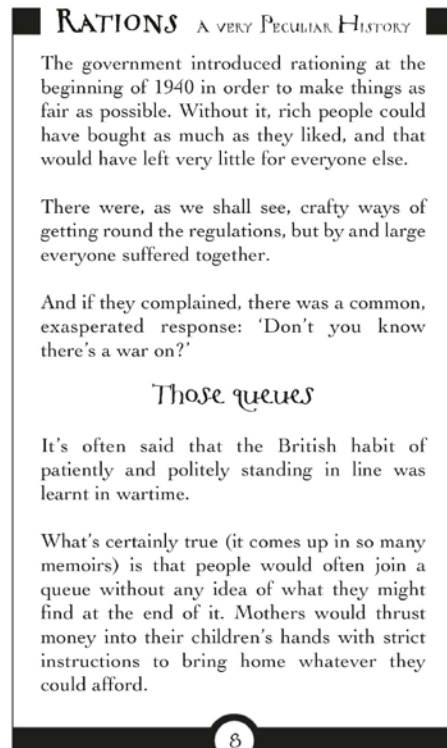 Rations A very Peculiar History
The government introduced rationing at the
beginning of 1940 in order to make things as
fair as possible. Without it, rich people could
have bought as much as they liked, and that
would have left very little for everyone else.
There were, as we shall see, crafty ways of
getting round the regulations, but by and large
everyone suffered together.
And if they complained, there was a common,
exasperated response: ‘Don’t you know
there’s a war on?’
Those queues
It’s often said that the British habit of
patiently and politely standing in line was
learnt in wartime.
What’s certainly true (it comes up in so many
memoirs) is that people would often join a
queue without any idea of what they might
find at the end of it. Mothers would thrust
money into their children’s hands with strict
instructions to bring home whatever they
could afford.
8